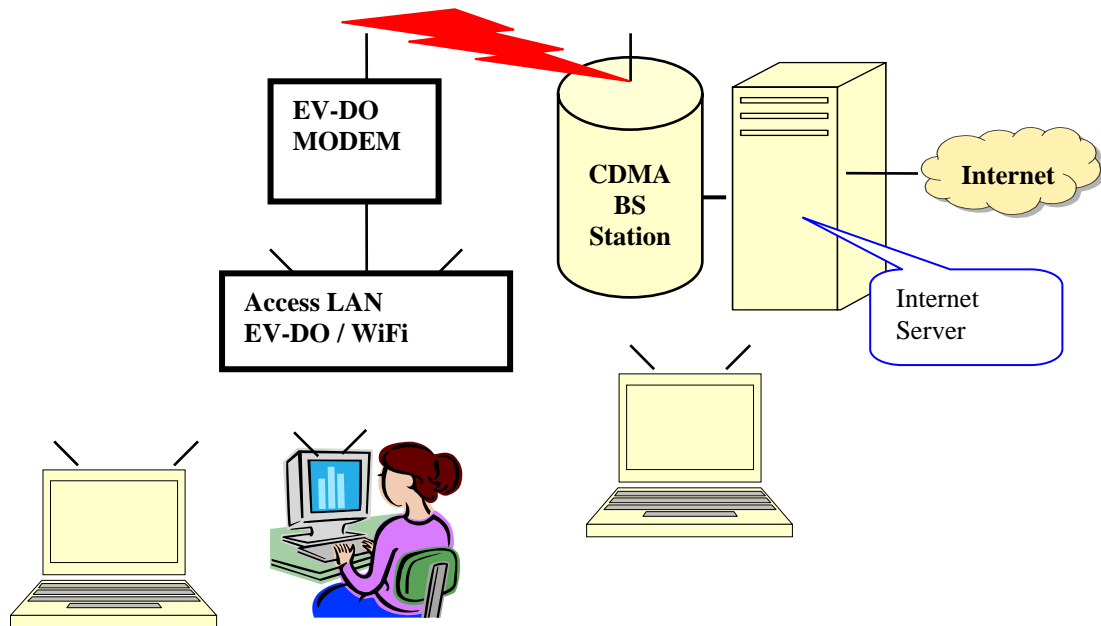 EV-DO
MODEM
CDMA
BS
Station
Internet
Access LAN
EV-DO / WiFi
Internet
Server